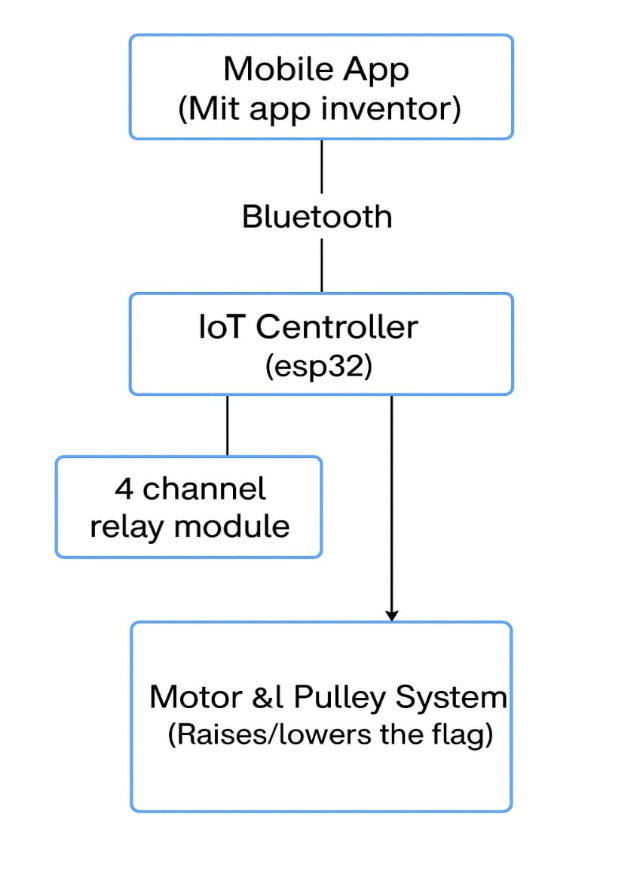 Mobile App
(Mit app inventor)
Bluetooth
IoT Centroller
(esp32)
4 channel
relay module
Motor &l Pulley System
(Raises/lowers the flag)